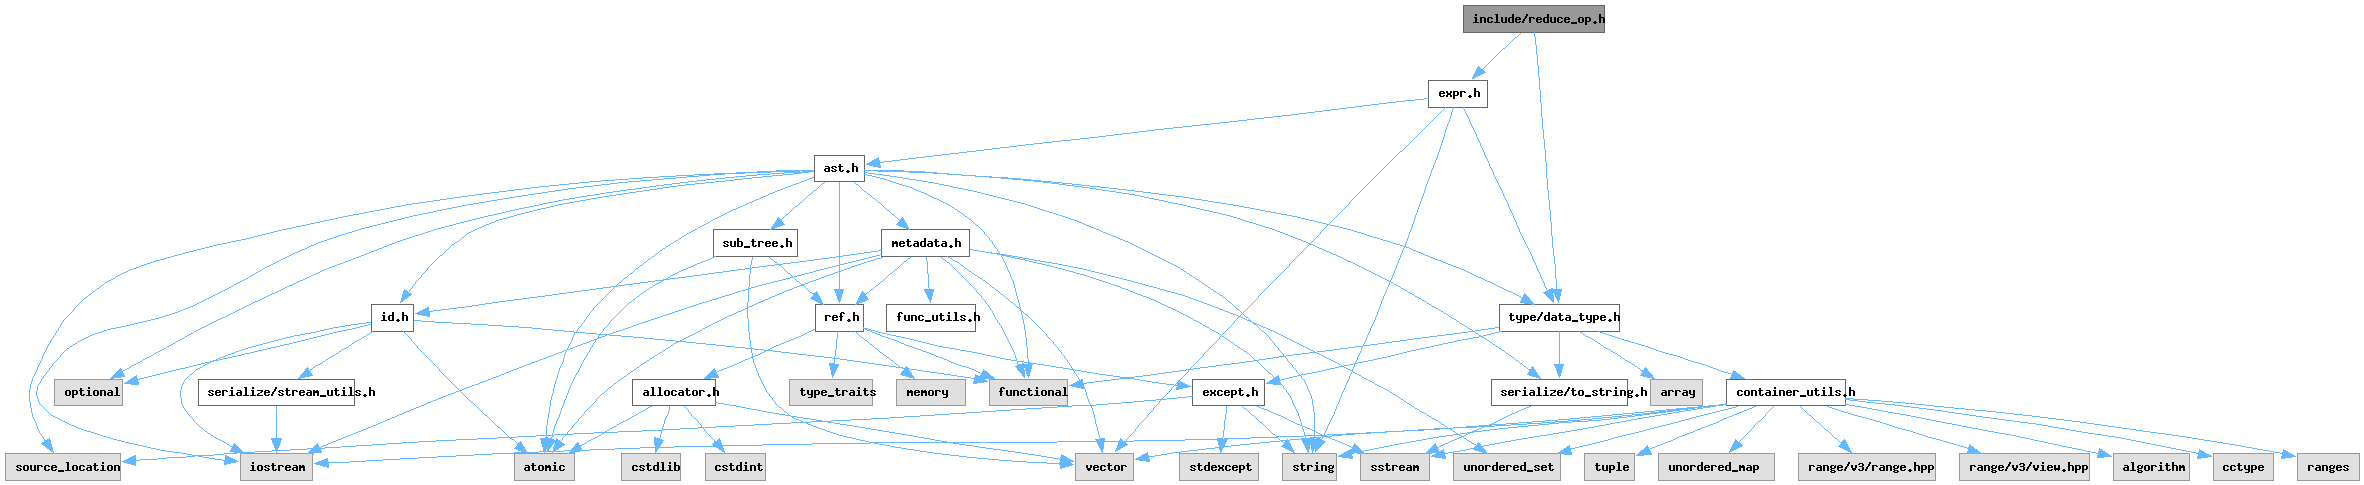 include/reduce_op.h
expr.h
ast.h
sub_tree.h
metadata.h
id.h
ref.h
func_utils.h
type/data_type.h
optional
serialize/stream_utils.h
allocator.h
type_traits
memory
functional
except.h
serialize/to_string.h
array
container_utils.h
source_location
iostream
atomic
cstdlib
cstdint
vector
stdexcept
string
sstream
unordered_set
tuple
unordered_map
range/v3/range.hpp
range/v3/view.hpp
algorithm
cctype
ranges